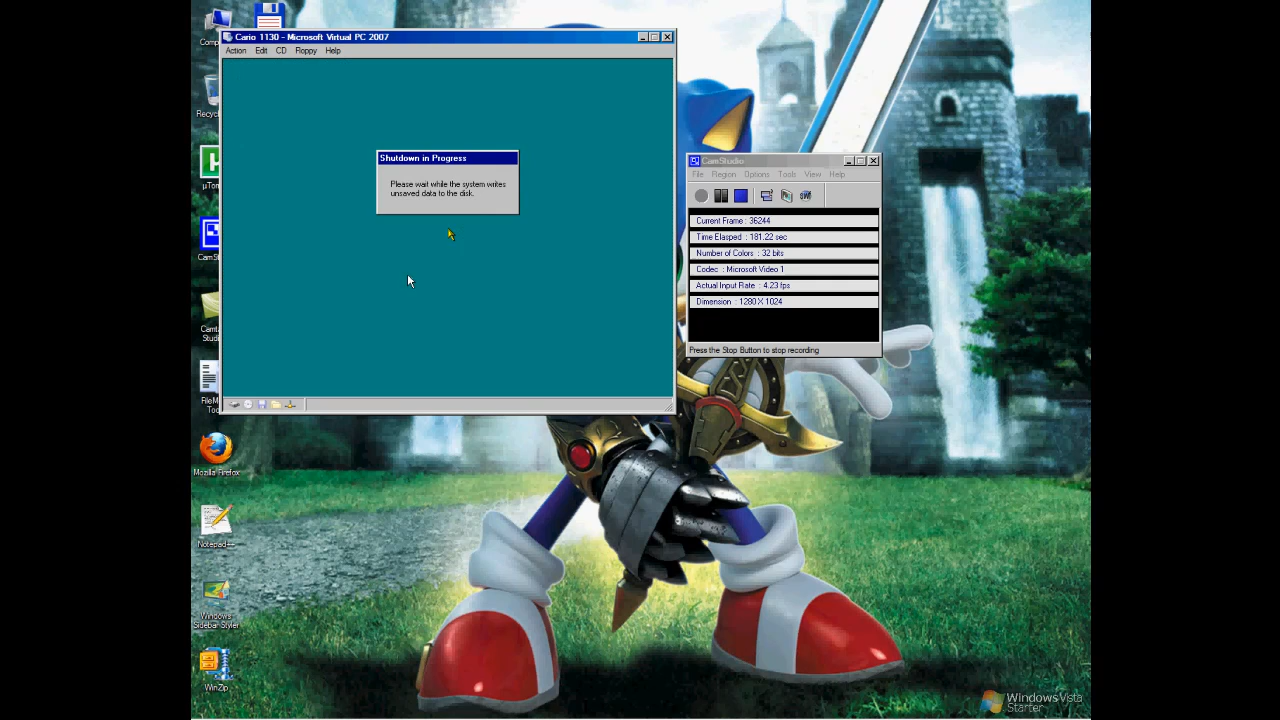 Cario 1130 - Microsoft Virtual PC 2007
Action Edit CD Floppy Help
Shutdown in Progress
Please wait while the system writes
unsaved data to the disk.
CamStudio
File Region Options Tools View Help
Current Frame : 36244
Time Elasped : 181.22 sec
Number of Colors : 32 bits
Codec : Microsoft Video 1
Actual Input Rate : 4.23 fps
Dimension : 1280 X 1024
Press the Stop Button to stop recording
Mozilla Firefox
Notepad++
Windows
Sidebar Styler
WinZip
WindowsVista
Starter